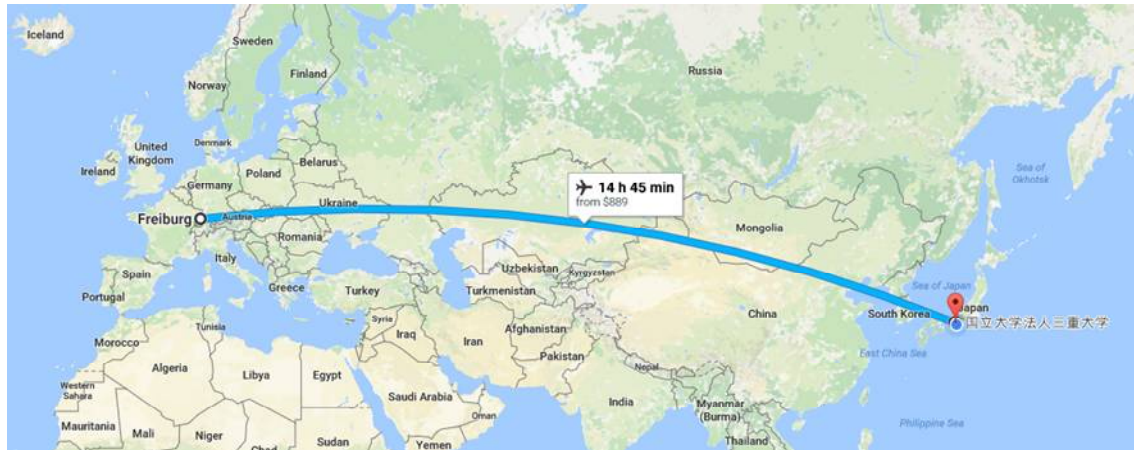 Iceland
Sweden
Finland
Norway
Russia
United
Kingdom
Denmark
Ireland
Belarus
Poland
Germany
Sea of
Okhotsk
14 h 45 min
from $889
Ukraine
Freiburg
Austria
Mongolia
Romania
Italy
Spain
Uzbekistan
Kyrgyzstan
Portugal
Greece
Turkey
Turkmenistan
Sea of Japan
Japan
South Korea
国立大学法人三重大学
China
Syria
Tunisia
Iraq
Iran
Afghanistan
Morocco
Pakistan
East China Sea
Algeria
Libya
Egypt
Nepal
Western
Sahara
Saudi Arabia
India
Myanmar
(Burma)
Oman
Mauritania
Mali
Niger
Chad
Sudan
Yemen
Thailand
Philippine Sea